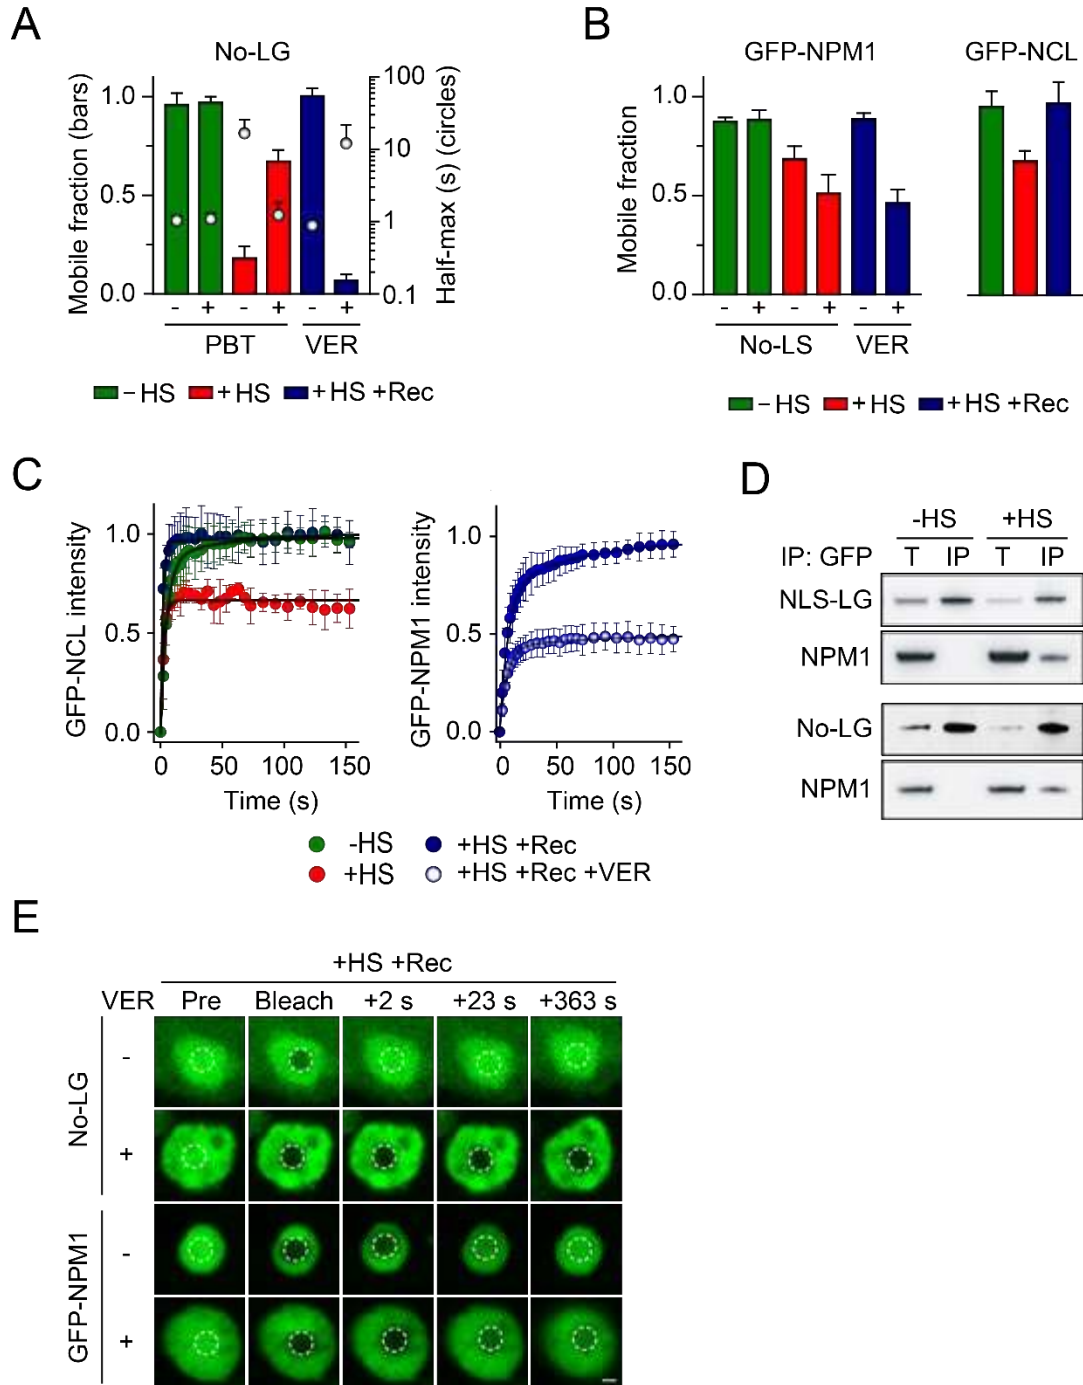 A
No-LG
Mobile fraction (bars)
1.0
0.5
0.0
100
10
1
0.1
Half-max (s) (circles)
- + - + - +
PBT VER
-HS +HS +HS +Rec
B
GFP-NPM1 GFP-NCL
Mobile fraction
1.0
0.5
0.0
- + - + - +
No-LS VER
-HS +HS +HS +Rec
C
GFP-NCL intensity
1.0
0.5
0.0
0 50 100 150
Time (s)
GFP-NPM1 intensity
1.0
0.5
0.0
0 50 100 150
Time (s)
-HS +HS +Rec
+HS +HS +Rec +VER
D
-HS +HS
IP: GFP T IP T IP
NLS-LG
NPM1
No-LG
NPM1
E
+HS +Rec
VER Pre Bleach +2 s +23 s +363 s
No-LG
-
+
GFP-NPM1
-
+